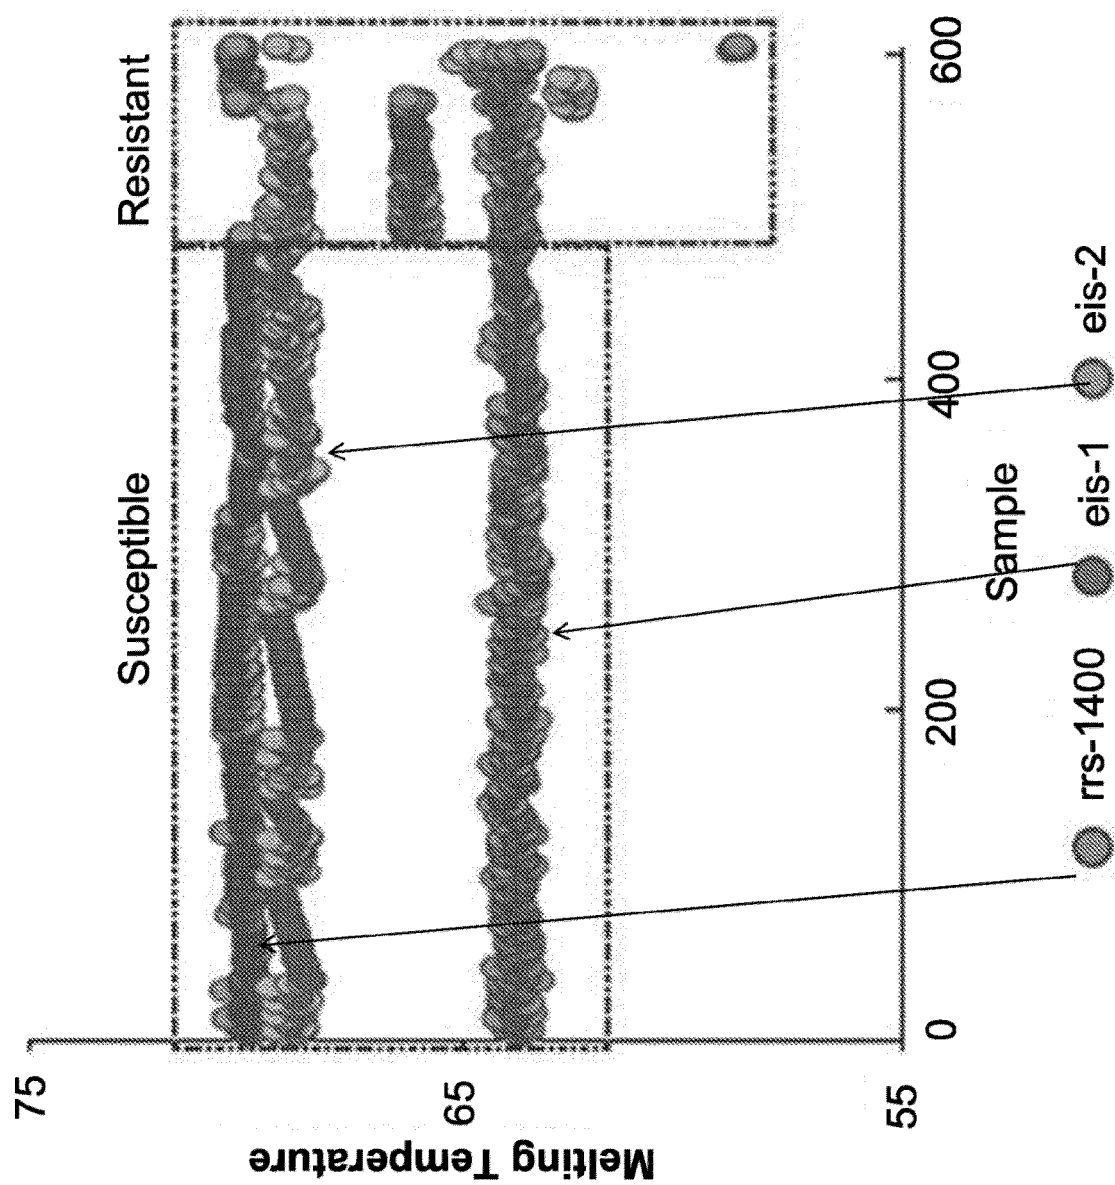 Susceptible
Resistant
75
65
55
Melting Temperature
0
200
400
600
Sample
rrs-1400
eis-1
eis-2